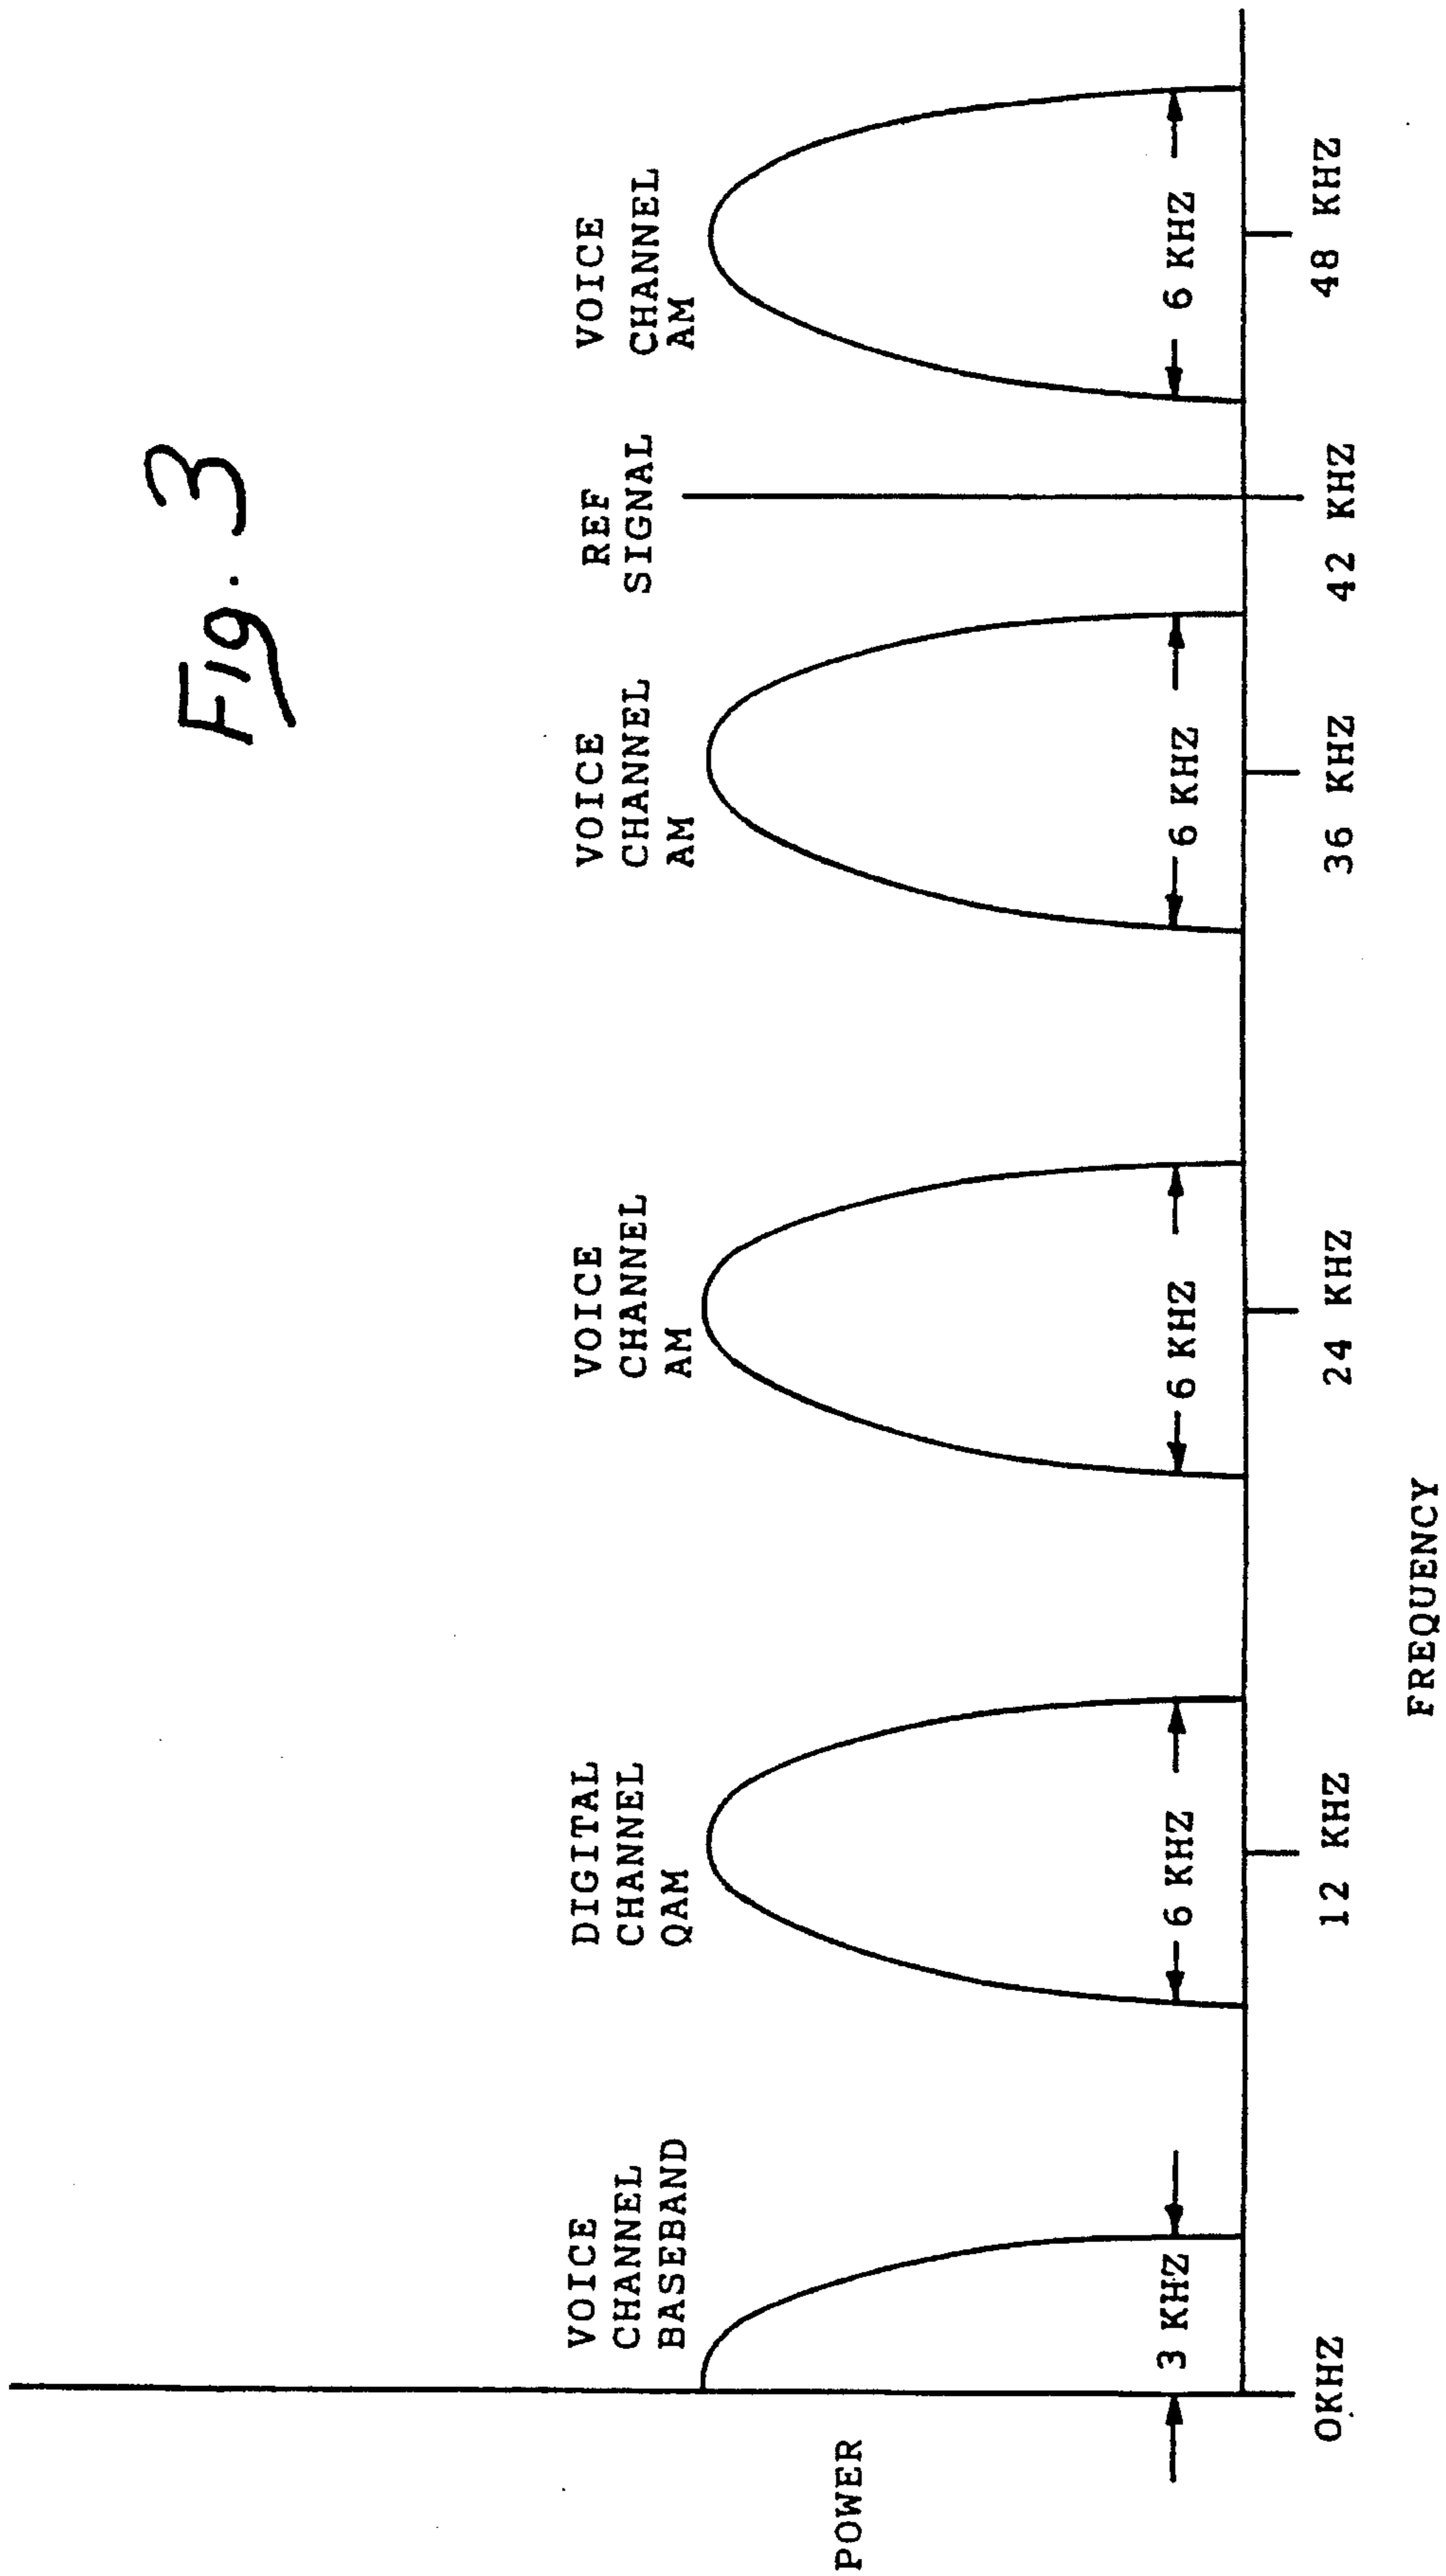 Fig. 3
VOICE
CHANNEL
BASEBAND
DIGITAL
CHANNEL
QAM
VOICE
CHANNEL
AM
VOICE
CHANNEL
AM
REF
SIGNAL
VOICE
CHANNEL
AM
POWER
3 KHZ
6 KHZ
6 KHZ
6 KHZ
6 KHZ
0KHZ
12 KHZ
24 KHZ
36 KHZ
42 KHZ
48 KHZ
FREQUENCY